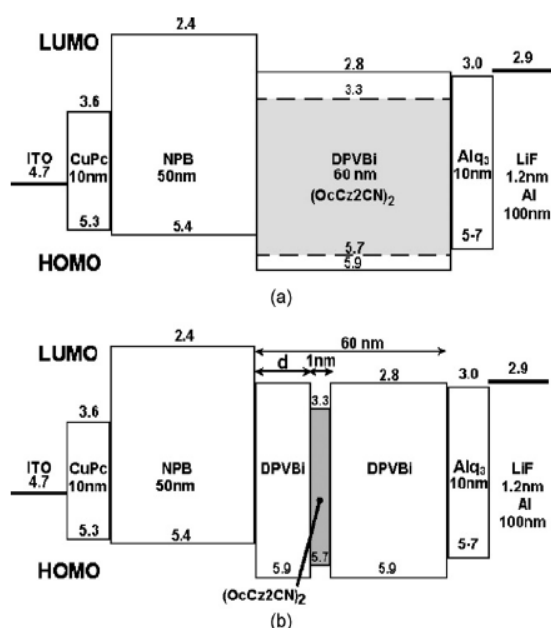 LUMO
2.4
2.8
3.0
2.9
3.3
3.6
ITO
4.7
CuPc
10nm
NPB
50nm
DPVBi
60 nm
(OcCz2CN)2
Alq3
10nm
LiF
1.2nm
Al
100nm
5.3
5.4
5.7
5.9
5-7
HOMO
(a)
LUMO
2.4
60 nm
d
1nm
2.8
3.0
2.9
3.3
3.6
ITO
4.7
CuPc
10nm
NPB
50nm
DPVBi
DPVBi
Alq3
10nm
LiF
1.2nm
Al
100nm
5.3
5.4
5.7
5-7
5.9
5.9
HOMO
(OcCz2CN)2
(b)